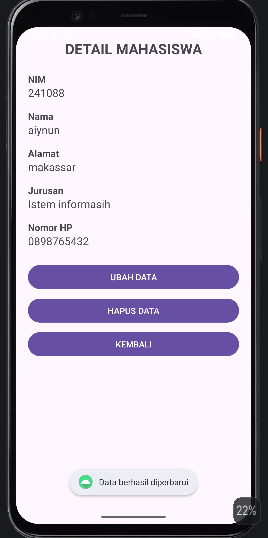 DETAIL MAHASISWA
NIM
241088
Nama
aiynun
Alamat
makassar
Jurusan
Istem informasih
Nomor HP
0898765432
UBAH DATA
HAPUS DATA
KEMBALI
Data berhasil diperbarui
22%